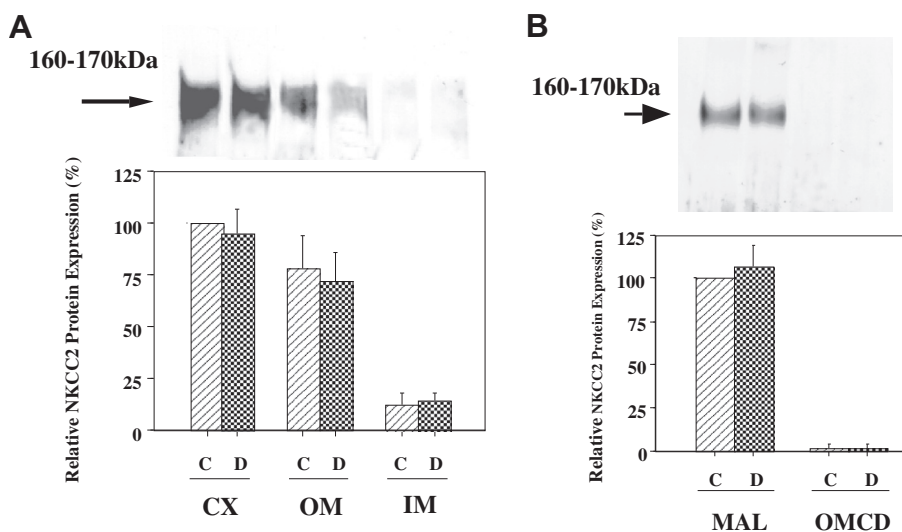 A
160-170kDa
Relative NKCC2 Protein Expression (%)
125
100
75
50
25
0
C D C D C D
CX OM IM
B
160-170kDa
Relative NKCC2 Protein Expression (%)
125
100
75
50
25
0
C D C D
MAL OMCD